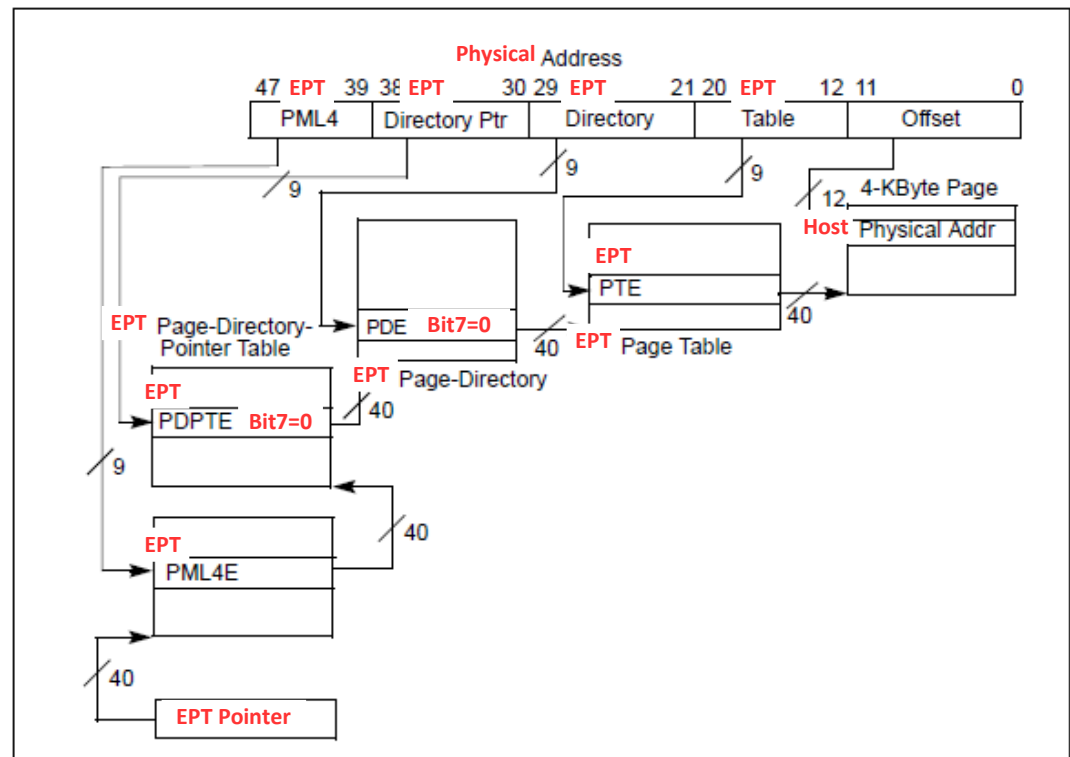 Physical Address
47 EPT 39 38 EPT 30 29 EPT 21 20 EPT 12 11 0
PML4 Directory Ptr Directory Table Offset
9 9 9 12 4-KByte Page
Host Physical Addr
EPT
PTE
40
EPT Page-Directory-
Pointer Table
PDE Bit7=0
40
EPT Page Table
EPT Page-Directory
EPT
PDPTE Bit7=0
40
9
40
EPT
PML4E
40
EPT Pointer